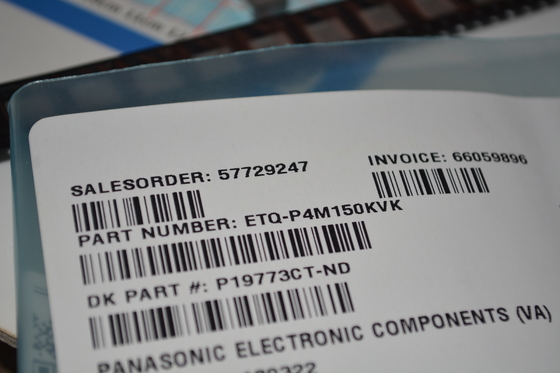 SALESORDER: 57729247 INVOICE: 66059896
PART NUMBER: ETQ-P4M150KVK
DK PART #: P19773CT-ND
PANASONIC ELECTRONIC COMPONENTS (VA)